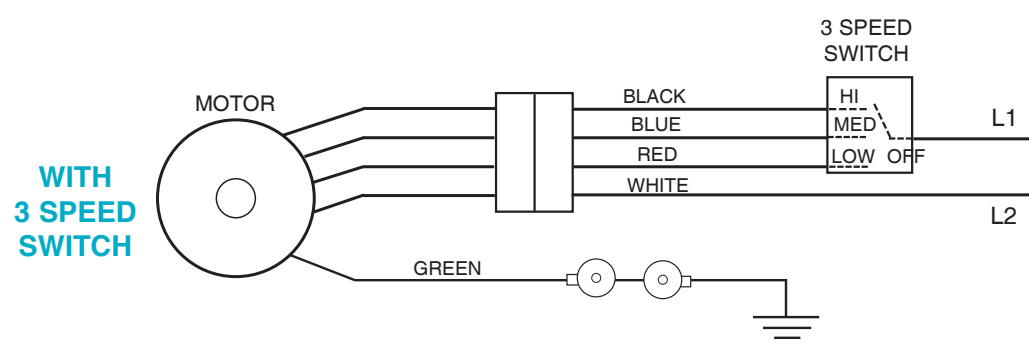 3 SPEED
SWITCH
MOTOR
BLACK
HI
BLUE
MED
L1
RED
LOW OFF
WITH
3 SPEED
SWITCH
WHITE
L2
GREEN